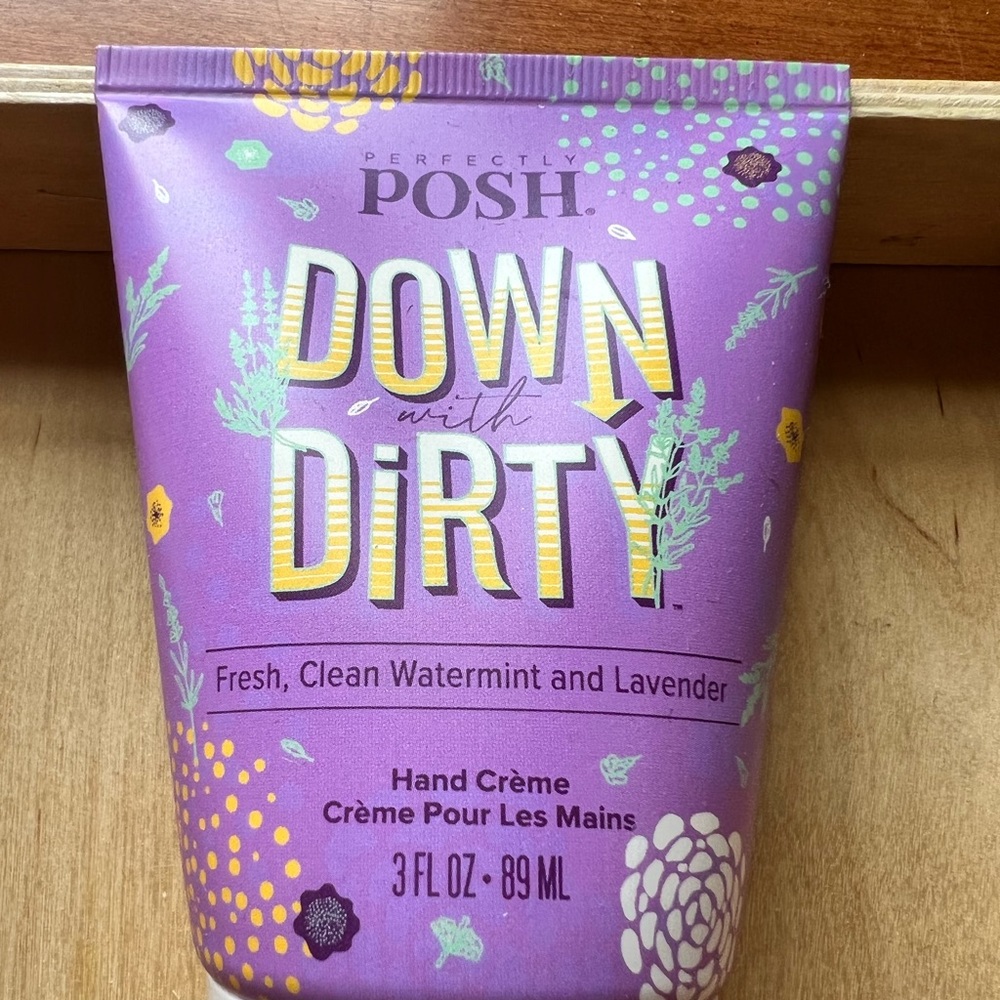 PERFECTLY
POSH®
DOWN
with
DiRTY™
Fresh, Clean Watermint and Lavender
Hand Crème
Crème Pour Les Mains
3 FL OZ • 89 ML